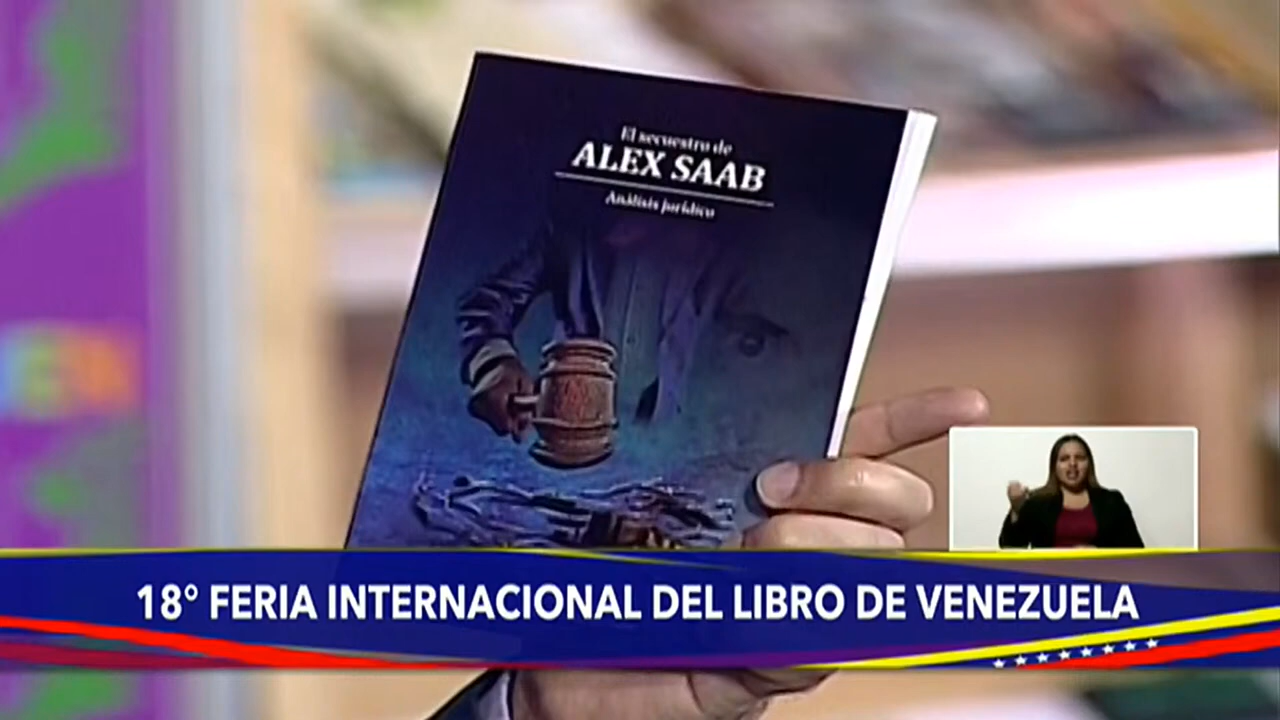 El secuestro de
ALEX SAAB
Análisis jurídico
18° FERIA INTERNACIONAL DEL LIBRO DE VENEZUELA